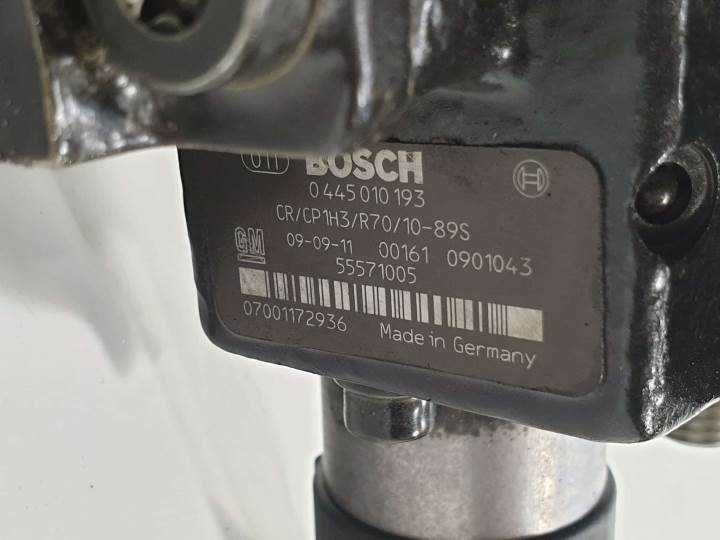 BOSCH
0 445 010 193
CR/CP1H3/R70/10-89S
GM 09-09-11 00161 0901043
55571005
07001172936 Made in Germany